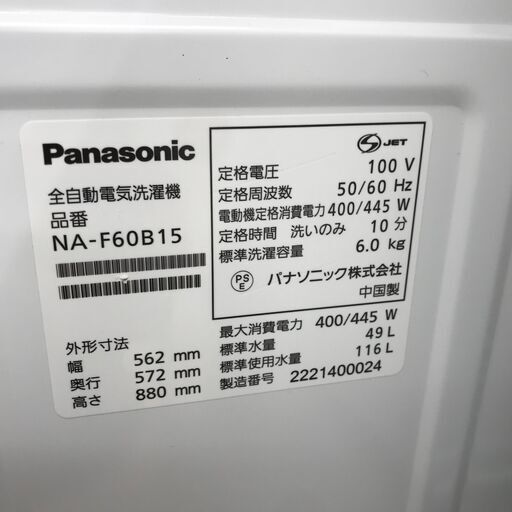 Panasonic
全自動電気洗濯機
品番
NA-F60B15
外形寸法
幅 562 mm
奥行 572 mm
高さ 880 mm
S JET
定格電圧 100 V
定格周波数 50/60 Hz
電動機定格消費電力 400/445 W
定格時間 洗いのみ 10 分
標準洗濯容量 6.0 kg
PS E パナソニック株式会社
中国製
最大消費電力 400/445 W
標準水量 49 L
標準使用水量 116 L
製造番号 2221400024